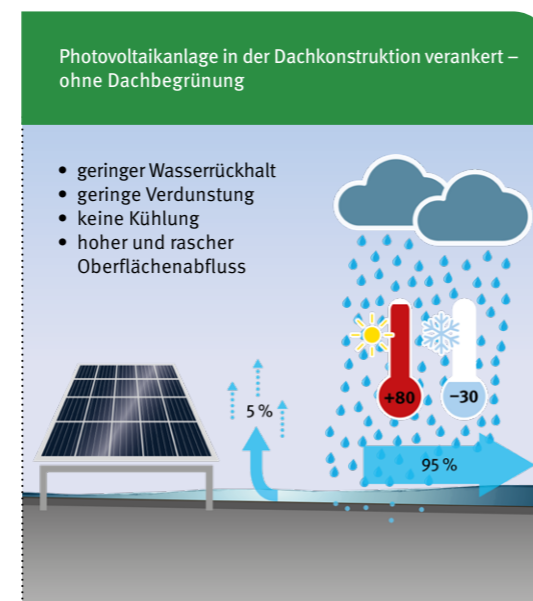 Photovoltaikanlage in der Dachkonstruktion verankert –
ohne Dachbegrünung
• geringer Wasserrückhalt
• geringe Verdunstung
• keine Kühlung
• hoher und rascher
Oberflächenabfluss
+80
−30
5 %
95 %